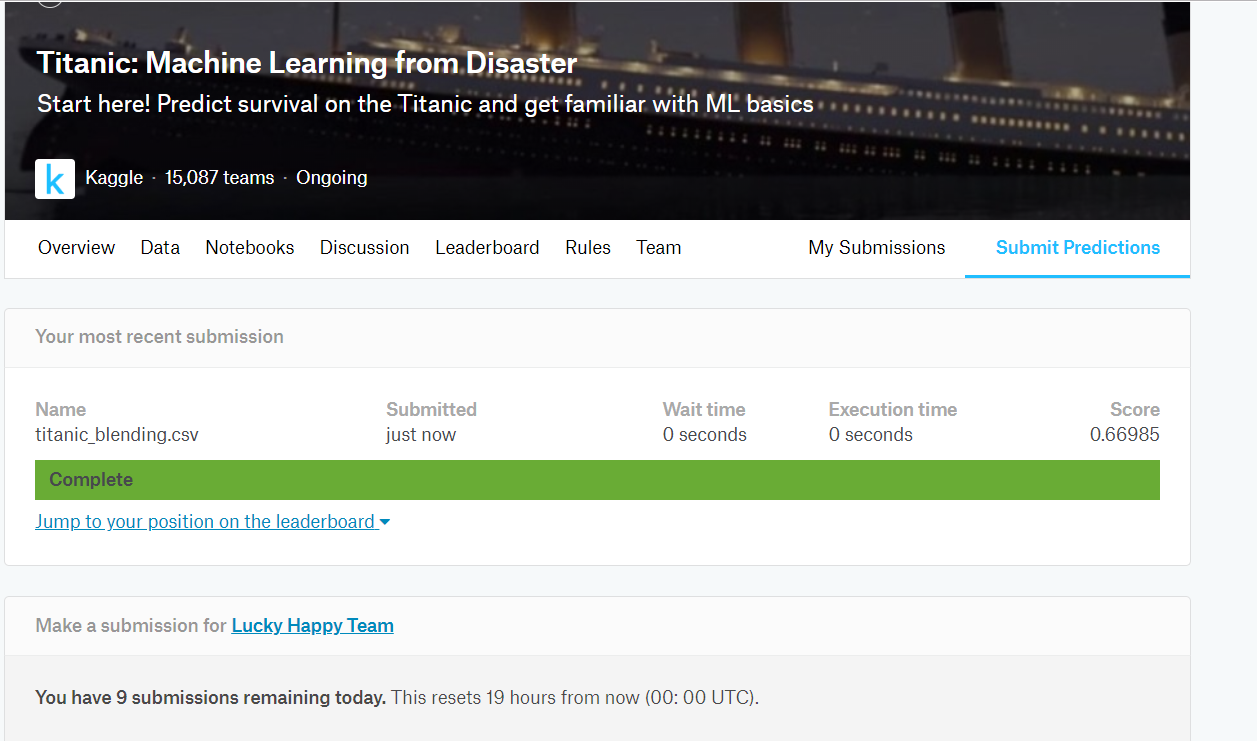 Titanic: Machine Learning from Disaster
Start here! Predict survival on the Titanic and get familiar with ML basics
k Kaggle · 15,087 teams · Ongoing
Overview Data Notebooks Discussion Leaderboard Rules Team My Submissions Submit Predictions
Your most recent submission
Name Submitted Wait time Execution time Score
titanic_blending.csv just now 0 seconds 0 seconds 0.66985
Complete
Jump to your position on the leaderboard
Make a submission for Lucky Happy Team
You have 9 submissions remaining today. This resets 19 hours from now (00: 00 UTC).